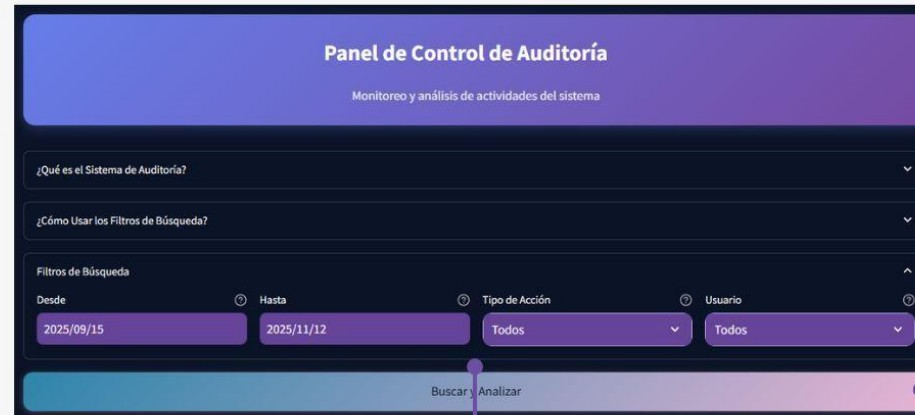 Panel de Control de Auditoría
Monitoreo y análisis de actividades del sistema
¿Qué es el Sistema de Auditoría?
¿Cómo Usar los Filtros de Búsqueda?
Filtros de Búsqueda
Desde Hasta Tipo de Acción Usuario
2025/09/15 2025/11/12 Todos Todos
Buscar y Analizar